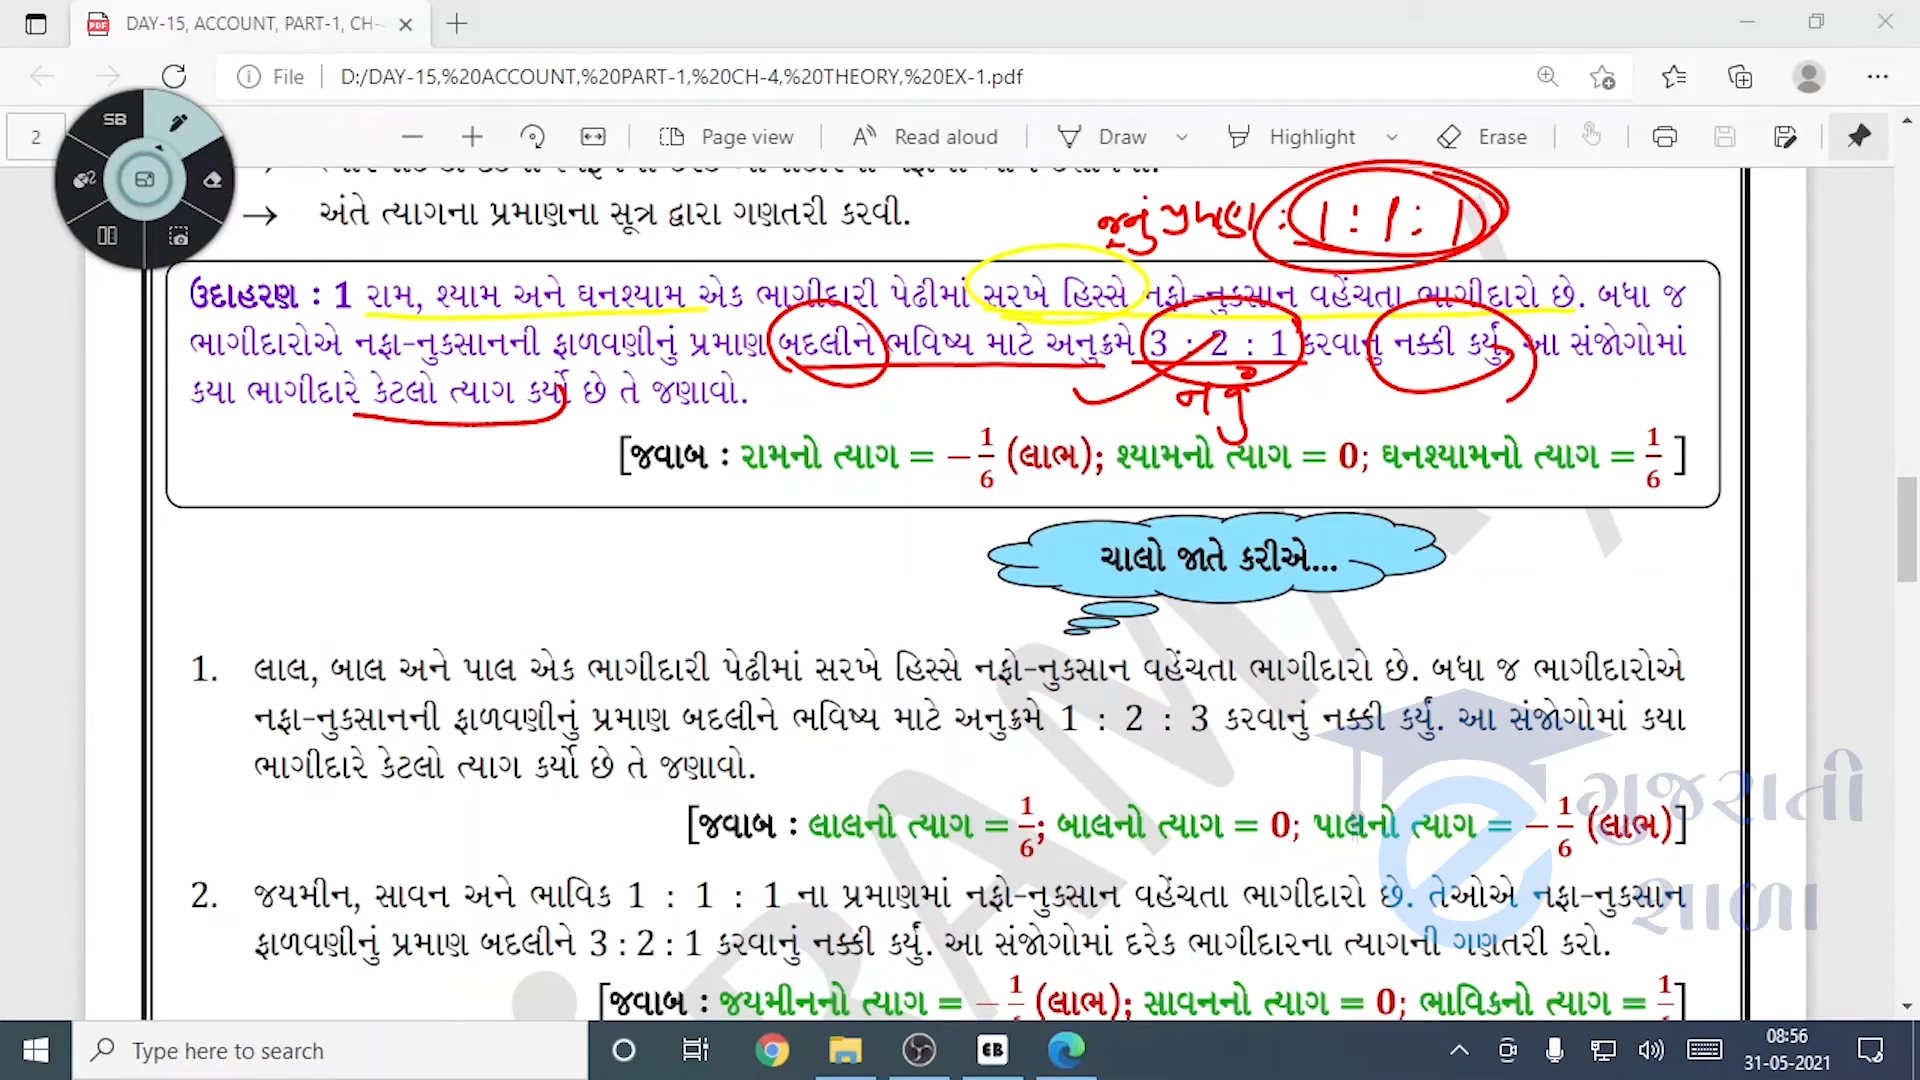 DAY-15, ACCOUNT, PART-1, CH-
File
D:/DAY-15,%20ACCOUNT,%20PART-1,%20CH-4,%20THEORY,%20EX-1.pdf
SB
2
Page view
Read aloud
Draw
Highlight
Erase
→ અંતે ત્યાગના પ્રમાણના સૂત્ર દ્વારા ગણતરી કરવી.
જૂનું પ્રમાણ : 1 : 1 : 1
ઉદાહરણ : 1 રામ, શ્યામ અને ઘનશ્યામ એક ભાગીદારી પેઢીમાં સરખે હિસ્સે નફો-નુકસાન વહેંચતા ભાગીદારો છે. બધા જ
ભાગીદારોએ નફા-નુકસાનની ફાળવણીનું પ્રમાણ બદલીને ભવિષ્ય માટે અનુક્રમે 3 : 2 : 1 કરવાનું નક્કી કર્યું. આ સંજોગોમાં
કયા ભાગીદારે કેટલો ત્યાગ કર્યો છે તે જણાવો.
નવું
[જવાબ : રામનો ત્યાગ = −1/6 (લાભ); શ્યામનો ત્યાગ = 0; ઘનશ્યામનો ત્યાગ = 1/6 ]
ચાલો જાતે કરીએ...
1. લાલ, બાલ અને પાલ એક ભાગીદારી પેઢીમાં સરખે હિસ્સે નફો-નુકસાન વહેંચતા ભાગીદારો છે. બધા જ ભાગીદારોએ
નફા-નુકસાનની ફાળવણીનું પ્રમાણ બદલીને ભવિષ્ય માટે અનુક્રમે 1 : 2 : 3 કરવાનું નક્કી કર્યું. આ સંજોગોમાં કયા
ભાગીદારે કેટલો ત્યાગ કર્યો છે તે જણાવો.
[જવાબ : લાલનો ત્યાગ = 1/6; બાલનો ત્યાગ = 0; પાલનો ત્યાગ = −1/6 (લાભ)]
2. જયમીન, સાવન અને ભાવિક 1 : 1 : 1 ના પ્રમાણમાં નફો-નુકસાન વહેંચતા ભાગીદારો છે. તેઓએ નફા-નુકસાન
ફાળવણીનું પ્રમાણ બદલીને 3 : 2 : 1 કરવાનું નક્કી કર્યું. આ સંજોગોમાં દરેક ભાગીદારના ત્યાગની ગણતરી કરો.
[જવાબ : જયમીનનો ત્યાગ = −1/6 (લાભ); સાવનનો ત્યાગ = 0; ભાવિકનો ત્યાગ = 1/6]
ગુજરાતી
શાળા
Type here to search
08:56
31-05-2021